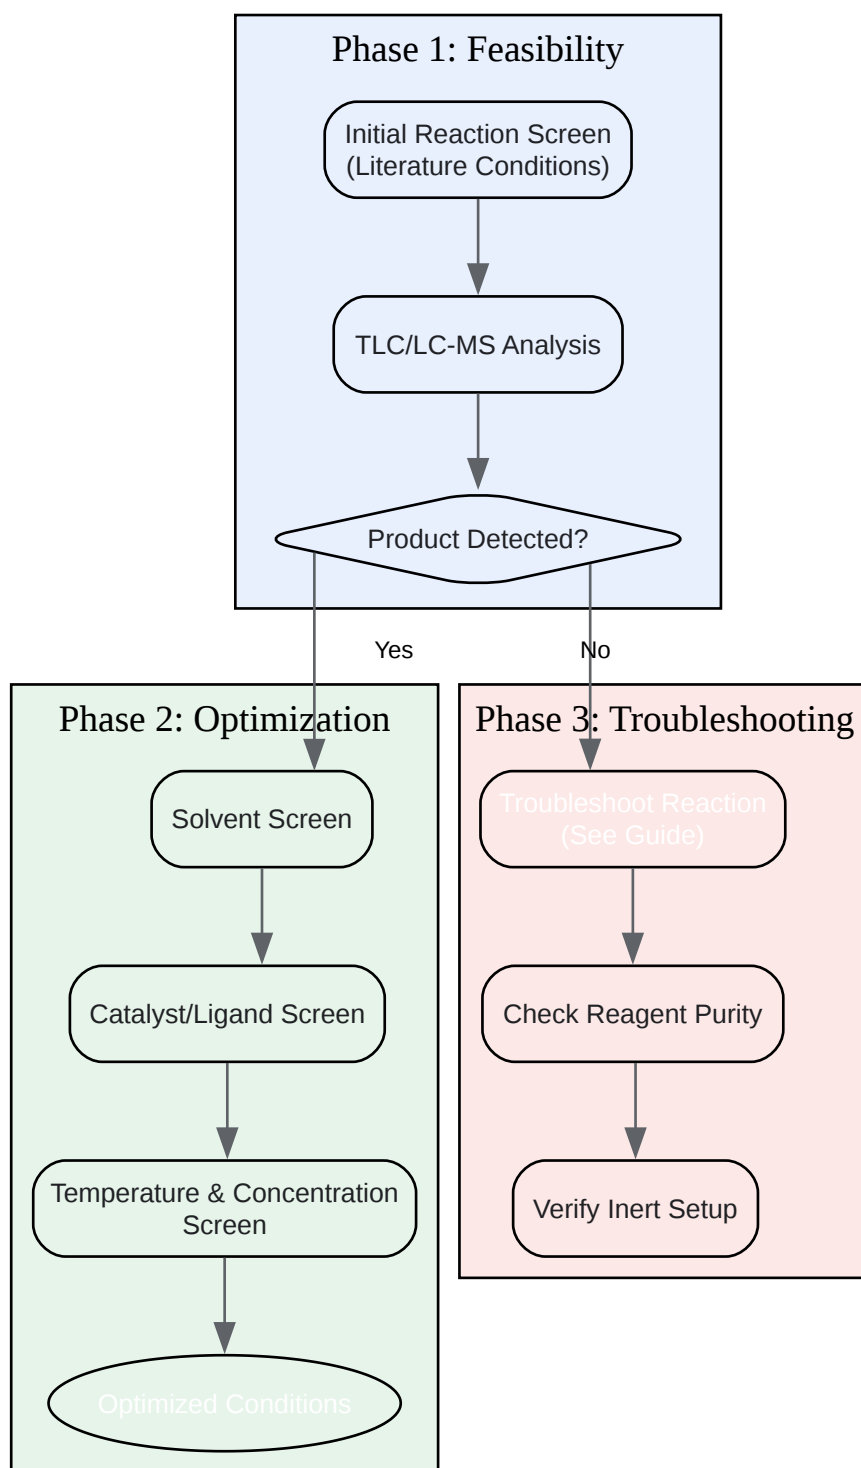 Phase 1: Feasibility
Initial Reaction Screen
(Literature Conditions)
TLC/LC-MS Analysis
Product Detected?
Yes
No
Phase 2: Optimization
Solvent Screen
Catalyst/Ligand Screen
Temperature & Concentration
Screen
Optimized Conditions
Phase 3: Troubleshooting
Troubleshoot Reaction
(See Guide)
Check Reagent Purity
Verify Inert Setup